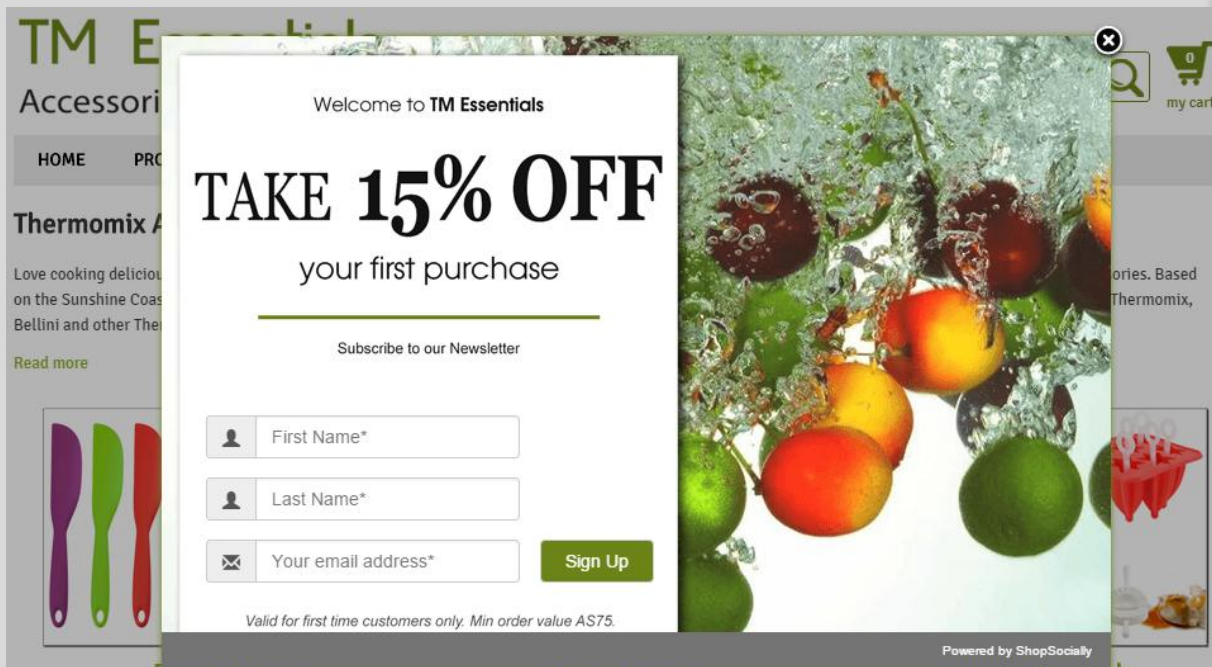 TM E
Accessori
0
my cart
HOME PRO
Welcome to TM Essentials
TAKE 15% OFF
your first purchase
Subscribe to our Newsletter
First Name*
Last Name*
Your email address*
Sign Up
Valid for first time customers only. Min order value AS75.
Thermomix A
Love cooking deliciou
on the Sunshine Coas
Bellini and other Ther
Read more
ories. Based
Thermomix,
Powered by ShopSocially